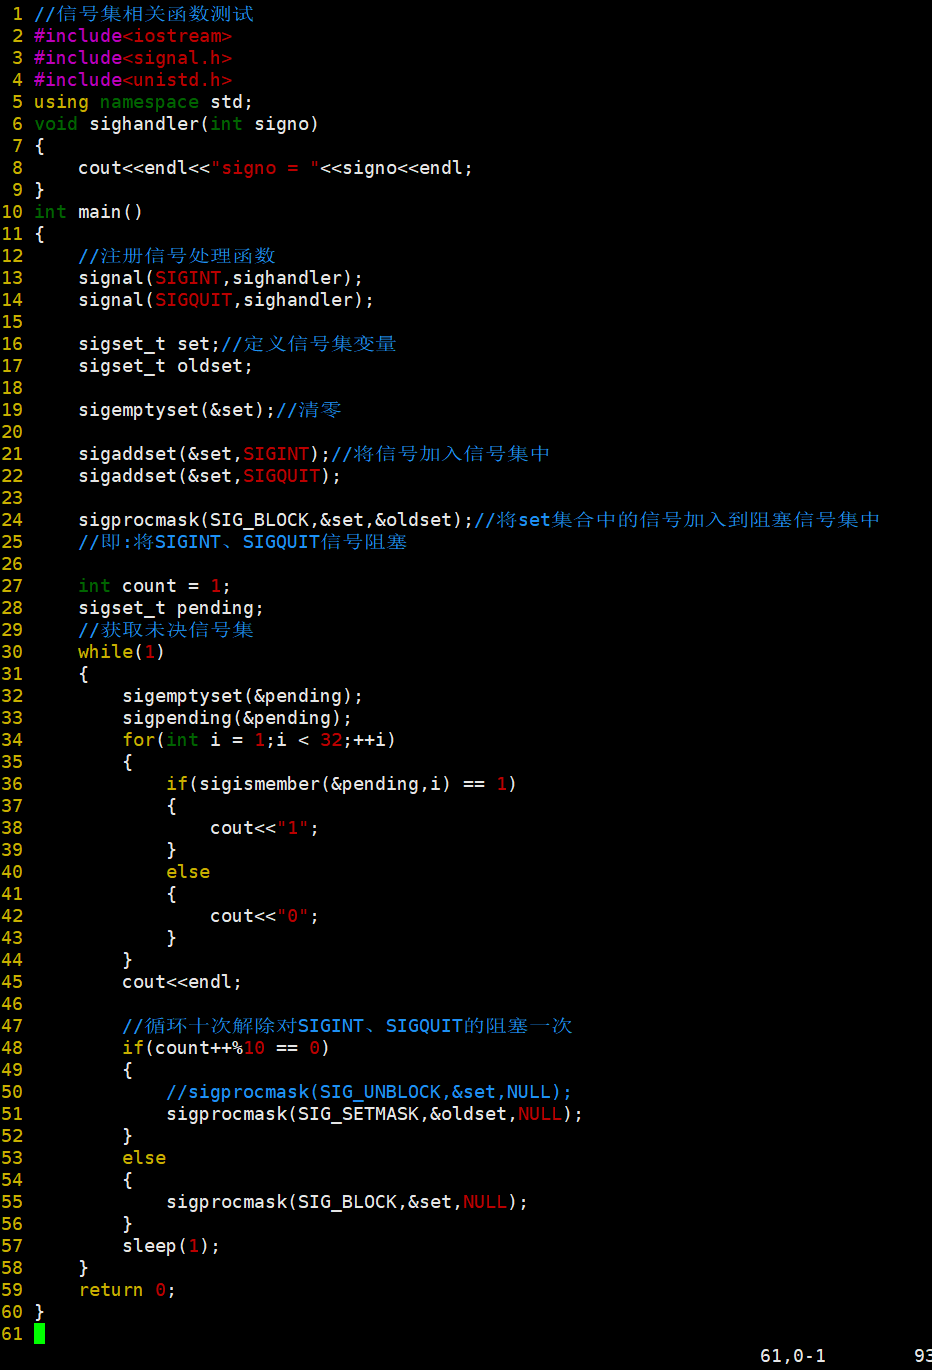 1 //信号集相关函数测试
2 #include<iostream>
3 #include<signal.h>
4 #include<unistd.h>
5 using namespace std;
6 void sighandler(int signo)
7 {
8     cout<<endl<<"signo = "<<signo<<endl;
9 }
10 int main()
11 {
12     //注册信号处理函数
13     signal(SIGINT,sighandler);
14     signal(SIGQUIT,sighandler);
15
16     sigset_t set;//定义信号集变量
17     sigset_t oldset;
18
19     sigemptyset(&set);//清零
20
21     sigaddset(&set,SIGINT);//将信号加入信号集中
22     sigaddset(&set,SIGQUIT);
23
24     sigprocmask(SIG_BLOCK,&set,&oldset);//将set集合中的信号加入到阻塞信号集中
25     //即:将SIGINT、SIGQUIT信号阻塞
26
27     int count = 1;
28     sigset_t pending;
29     //获取未决信号集
30     while(1)
31     {
32         sigemptyset(&pending);
33         sigpending(&pending);
34         for(int i = 1;i < 32;++i)
35         {
36             if(sigismember(&pending,i) == 1)
37             {
38                 cout<<"1";
39             }
40             else
41             {
42                 cout<<"0";
43             }
44         }
45         cout<<endl;
46
47         //循环十次解除对SIGINT、SIGQUIT的阻塞一次
48         if(count++%10 == 0)
49         {
50             //sigprocmask(SIG_UNBLOCK,&set,NULL);
51             sigprocmask(SIG_SETMASK,&oldset,NULL);
52         }
53         else
54         {
55             sigprocmask(SIG_BLOCK,&set,NULL);
56         }
57         sleep(1);
58     }
59     return 0;
60 }
61
61,0-1 93